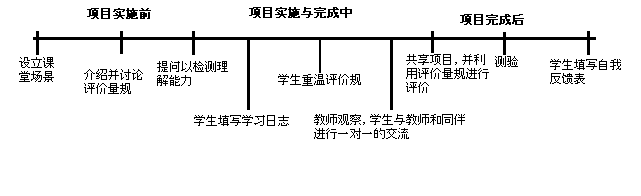 项目实施前
项目实施与完成中
项目完成后
设立课
堂场景
介绍并讨论
评价量规
提问以检测理
解能力
学生填写学习日志
学生重温评价规
教师观察，学生与教师和同伴
进行一对一的交流
共享项目，并利
用评价量规进行
评价
测验
学生填写自我
反馈表